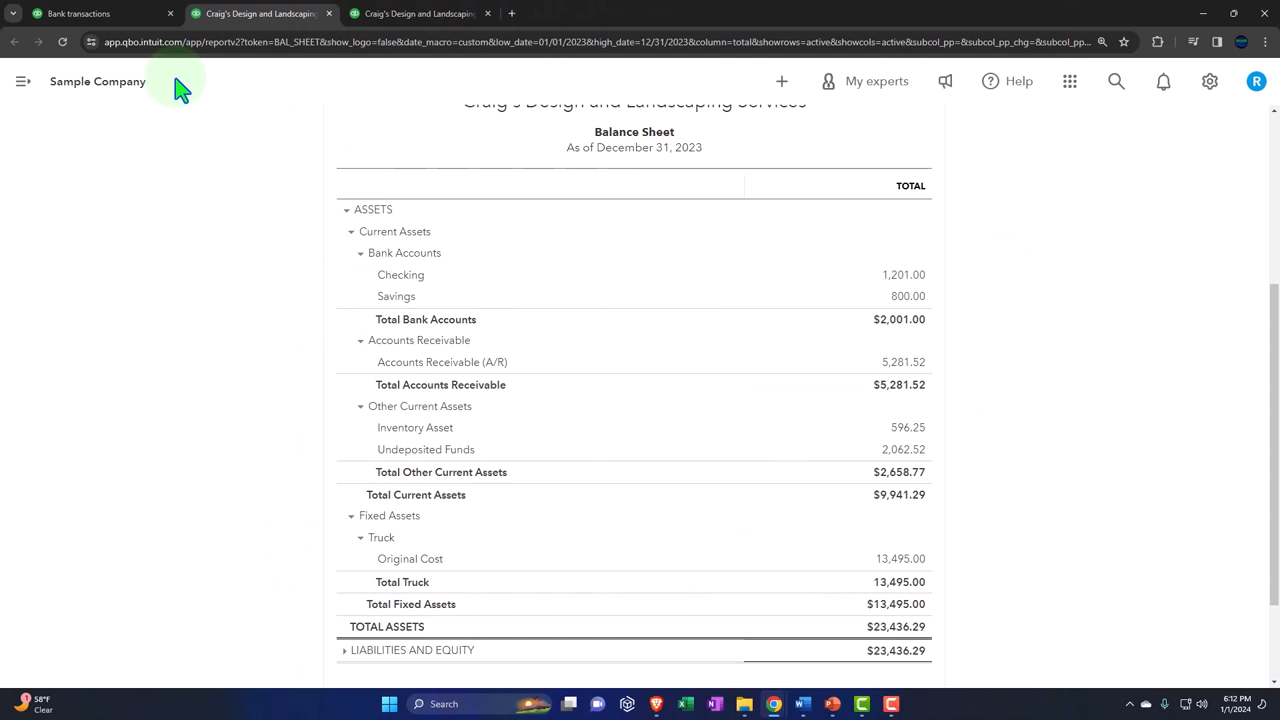 Bank transactions
Craig's Design and Landscaping
Craig's Design and Landscaping
app.qbo.intuit.com/app/reportv2?token=BAL_SHEET&show_logo=false&date_macro=custom&low_date=01/01/2023&high_date=12/31/2023&column=total&showrows=active&showcols=active&subcol_pp=&subcol_pp_chg=&subcol_pp...
Sample Company
My experts
Help
R
Craig's Design and Landscaping Services
Balance Sheet
As of December 31, 2023
TOTAL
ASSETS
Current Assets
Bank Accounts
Checking 1,201.00
Savings 800.00
Total Bank Accounts $2,001.00
Accounts Receivable
Accounts Receivable (A/R) 5,281.52
Total Accounts Receivable $5,281.52
Other Current Assets
Inventory Asset 596.25
Undeposited Funds 2,062.52
Total Other Current Assets $2,658.77
Total Current Assets $9,941.29
Fixed Assets
Truck
Original Cost 13,495.00
Total Truck 13,495.00
Total Fixed Assets $13,495.00
TOTAL ASSETS $23,436.29
LIABILITIES AND EQUITY $23,436.29
58°F
Clear
Search
6:12 PM
1/1/2024